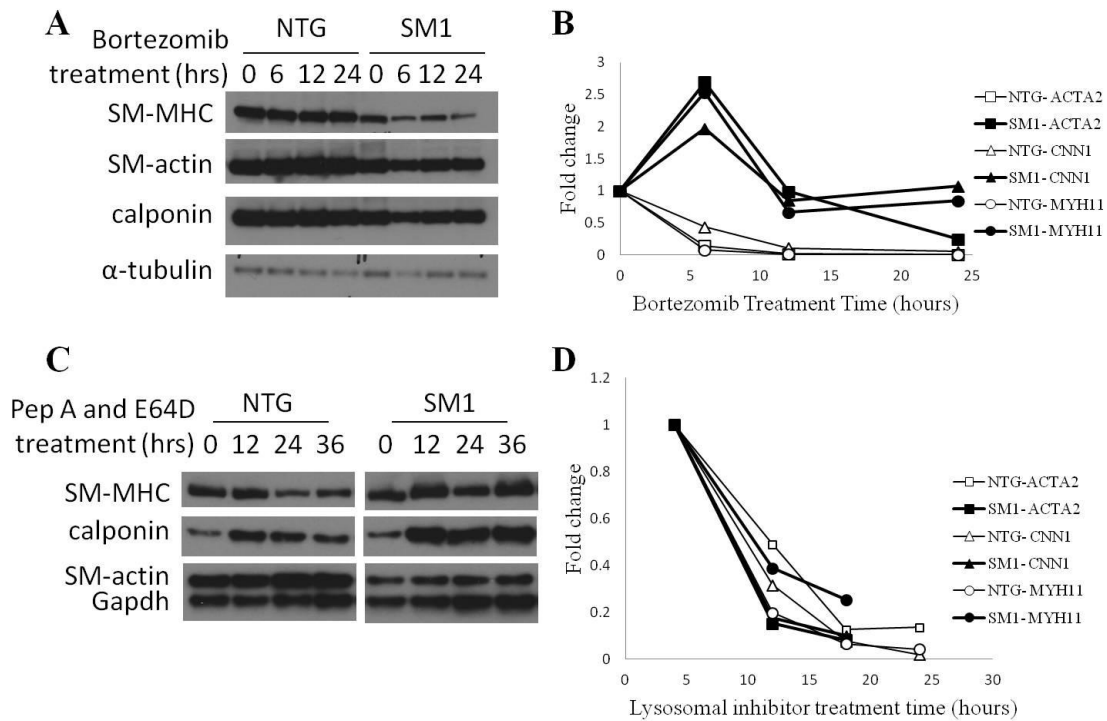 A
NTG SM1
Bortezomib
treatment (hrs) 0 6 12 24 0 6 12 24
SM-MHC
SM-actin
calponin
α-tubulin
B
Fold change
3
2.5
2
1.5
1
0.5
0
0 5 10 15 20 25
Bortezomib Treatment Time (hours)
NTG- ACTA2
SM1-ACTA2
NTG- CNN1
SM1-CNN1
NTG-MYH11
SM1-MYH11
C
NTG SM1
Pep A and E64D
treatment (hrs) 0 12 24 36 0 12 24 36
SM-MHC
calponin
SM-actin
Gapdh
D
Fold change
1.2
1
0.8
0.6
0.4
0.2
0
0 5 10 15 20 25 30
Lysosomal inhibitor treatment time (hours)
NTG-ACTA2
SM1-ACTA2
NTG- CNN1
SM1-CNN1
NTG-MYH11
SM1-MYH11